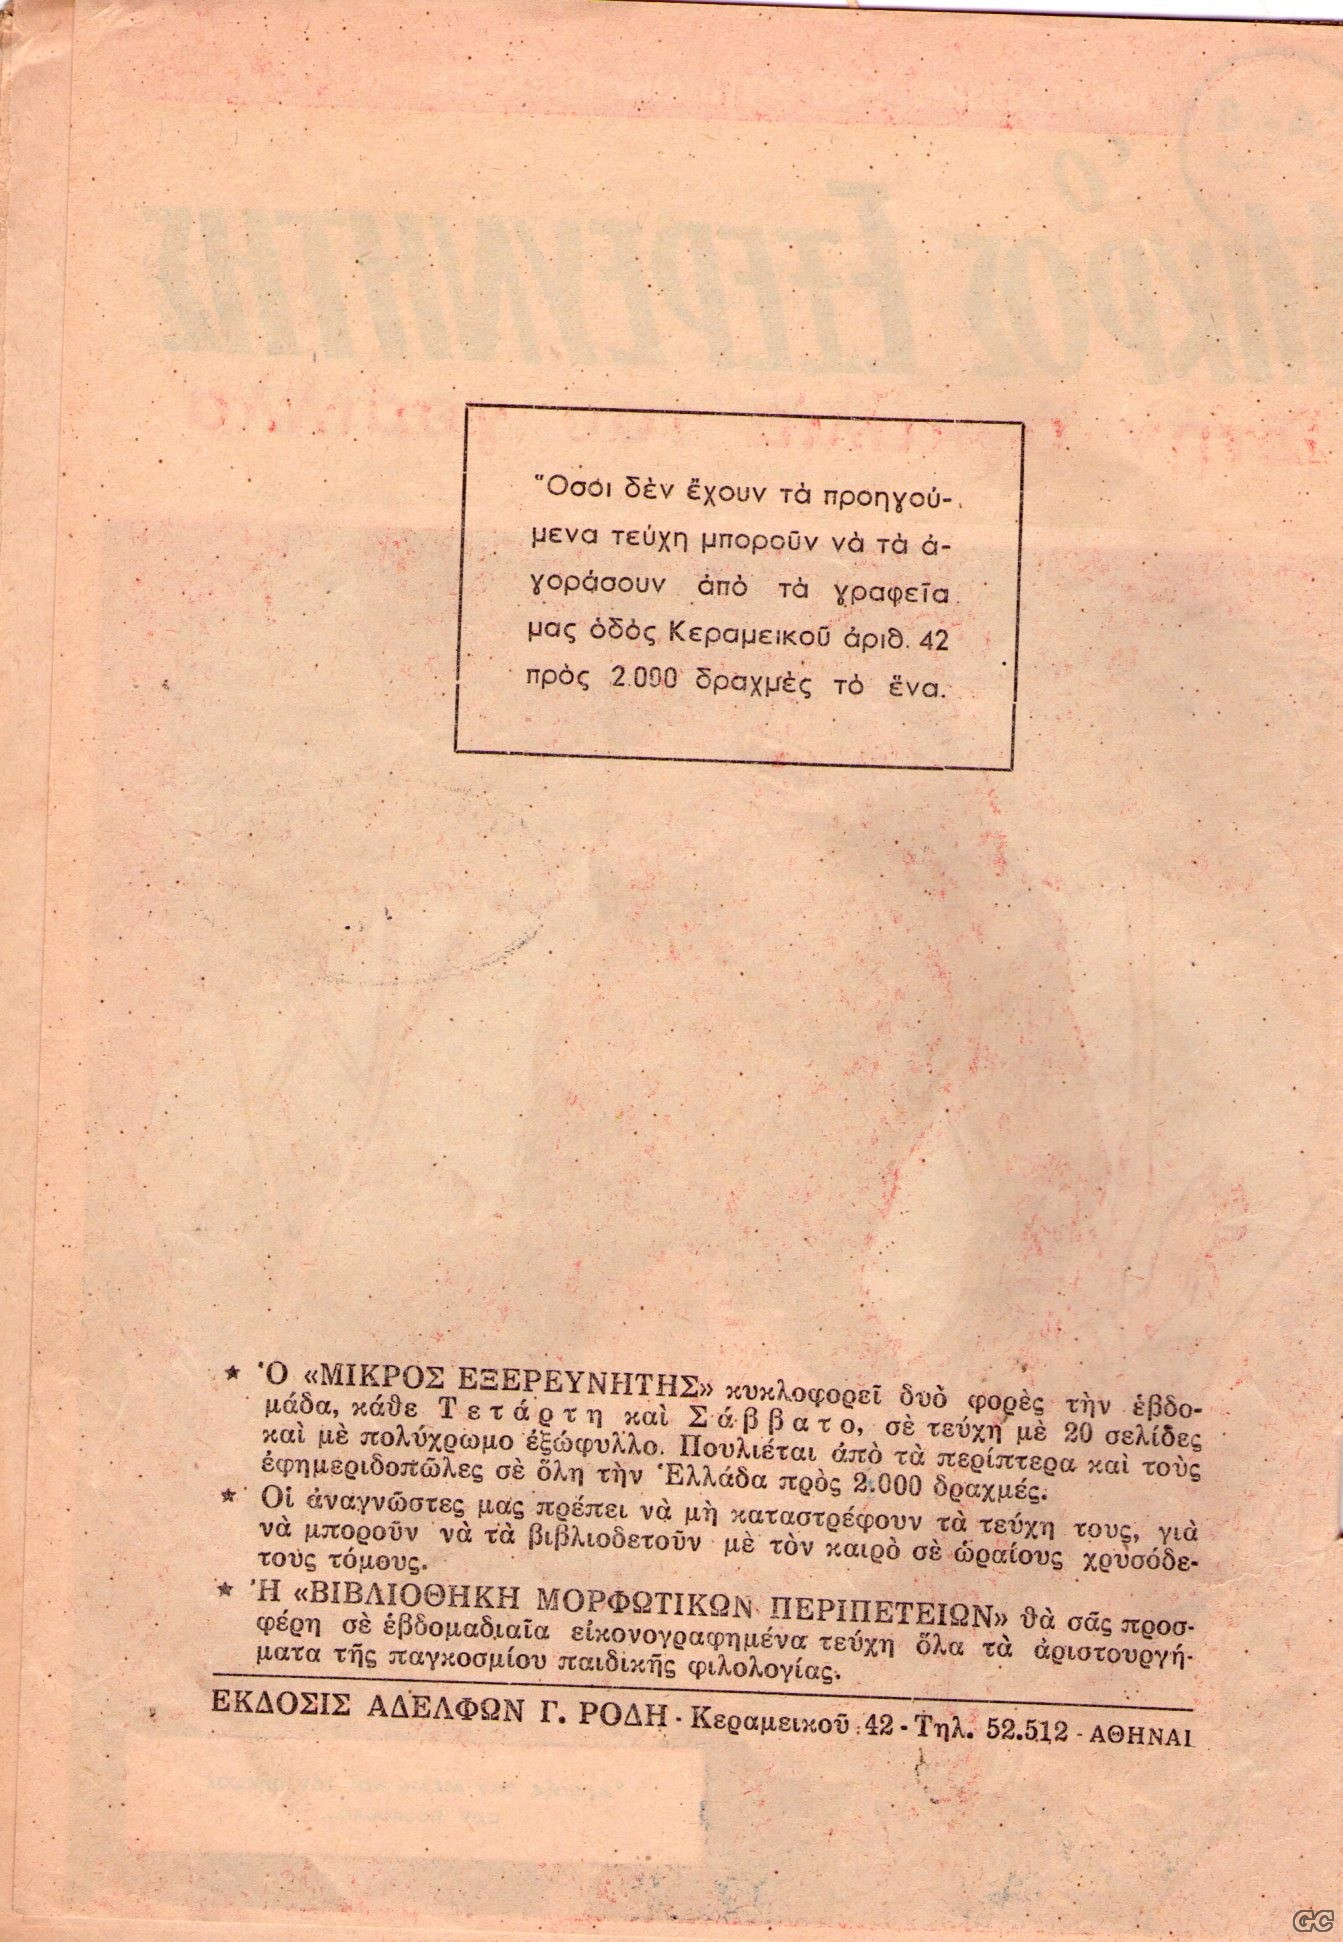 Ὅσοι δὲν ἔχουν τὰ προηγού-
μενα τεύχη μποροῦν νὰ τὰ ἀ-
γοράσουν ἀπὸ τὰ γραφεῖα
μας ὁδὸς Κεραμεικοῦ ἀριθ. 42
πρὸς 2.000 δραχμὲς τὸ ἕνα.
★ Ὁ «ΜΙΚΡΟΣ ΕΞΕΡΕΥΝΗΤΗΣ» κυκλοφορεῖ δυὸ φορὲς τὴν ἑβδο-
μάδα, κάθε Τετάρτη καὶ Σάββατο, σὲ τεύχη μὲ 20 σελίδες
καὶ μὲ πολύχρωμο ἐξώφυλλο. Πουλιέται ἀπὸ τὰ περίπτερα καὶ τοὺς
ἐφημεριδοπῶλες σὲ ὅλη τὴν Ἑλλάδα πρὸς 2.000 δραχμές.
★ Οἱ ἀναγνῶστες μας πρέπει νὰ μὴ καταστρέφουν τὰ τεύχη τους, γιὰ
νὰ μποροῦν νὰ τὰ βιβλιοδετοῦν μὲ τὸν καιρὸ σὲ ὡραίους χρυσόδε-
τους τόμους.
★ Ἡ «ΒΙΒΛΙΟΘΗΚΗ ΜΟΡΦΩΤΙΚΩΝ ΠΕΡΙΠΕΤΕΙΩΝ» θὰ σᾶς προσ-
φέρη σὲ ἑβδομαδιαῖα εἰκονογραφημένα τεύχη ὅλα τὰ ἀριστουργή-
ματα τῆς παγκοσμίου παιδικῆς φιλολογίας.
ΕΚΔΟΣΙΣ ΑΔΕΛΦΩΝ Γ. ΡΟΔΗ - Κεραμεικοῦ 42 - Τηλ. 52.512 - ΑΘΗΝΑΙ
GC